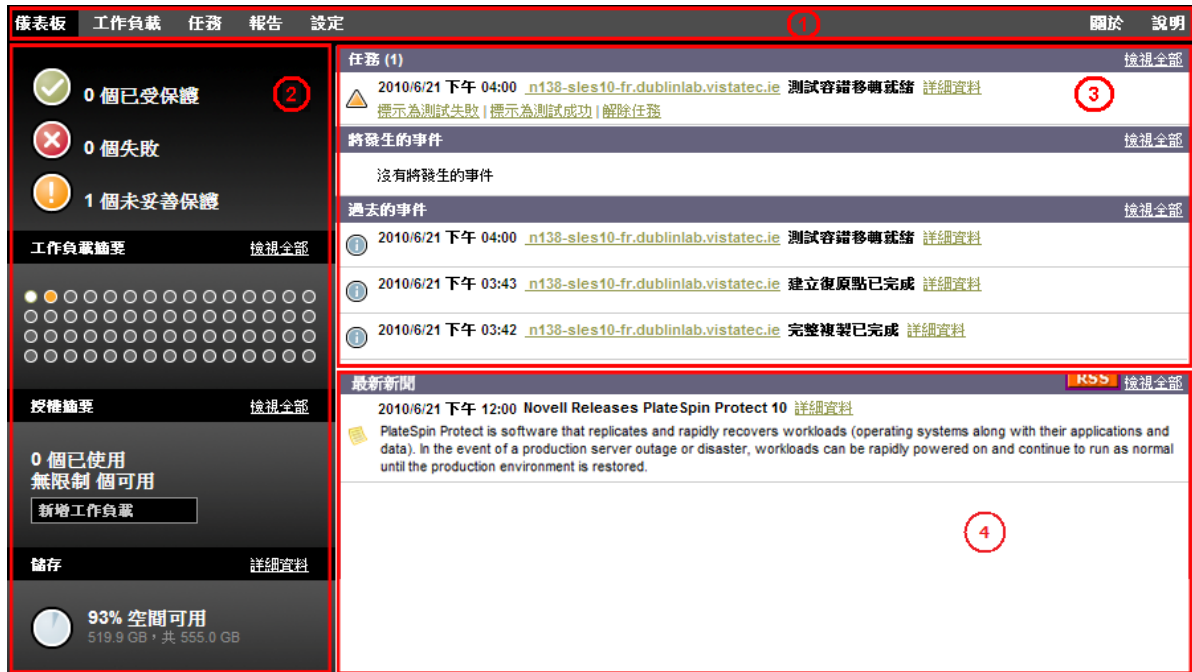 儀表板 工作負載 任務 報告 設定 1 關於 說明
0 個已受保護 2
0 個失敗
1 個未妥善保護
工作負載摘要 檢視全部
授權摘要 檢視全部
0 個已使用
無限制 個可用
新增工作負載
儲存 詳細資料
93% 空間可用
519.9 GB，共 555.0 GB
任務 (1) 檢視全部
2010/6/21 下午 04:00 n138-sles10-fr.dublinlab.vistatec.ie 測試容錯移轉就緒 詳細資料 3
標示為測試失敗 | 標示為測試成功 | 解除任務
將發生的事件 檢視全部
沒有將發生的事件
過去的事件 檢視全部
2010/6/21 下午 04:00 n138-sles10-fr.dublinlab.vistatec.ie 測試容錯移轉就緒 詳細資料
2010/6/21 下午 03:43 n138-sles10-fr.dublinlab.vistatec.ie 建立復原點已完成 詳細資料
2010/6/21 下午 03:42 n138-sles10-fr.dublinlab.vistatec.ie 完整複製已完成 詳細資料
最新新聞 RSS 檢視全部
2010/6/21 下午 12:00 Novell Releases PlateSpin Protect 10 詳細資料
PlateSpin Protect is software that replicates and rapidly recovers workloads (operating systems along with their applications and
data). In the event of a production server outage or disaster, workloads can be rapidly powered on and continue to run as normal
until the production environment is restored.
4